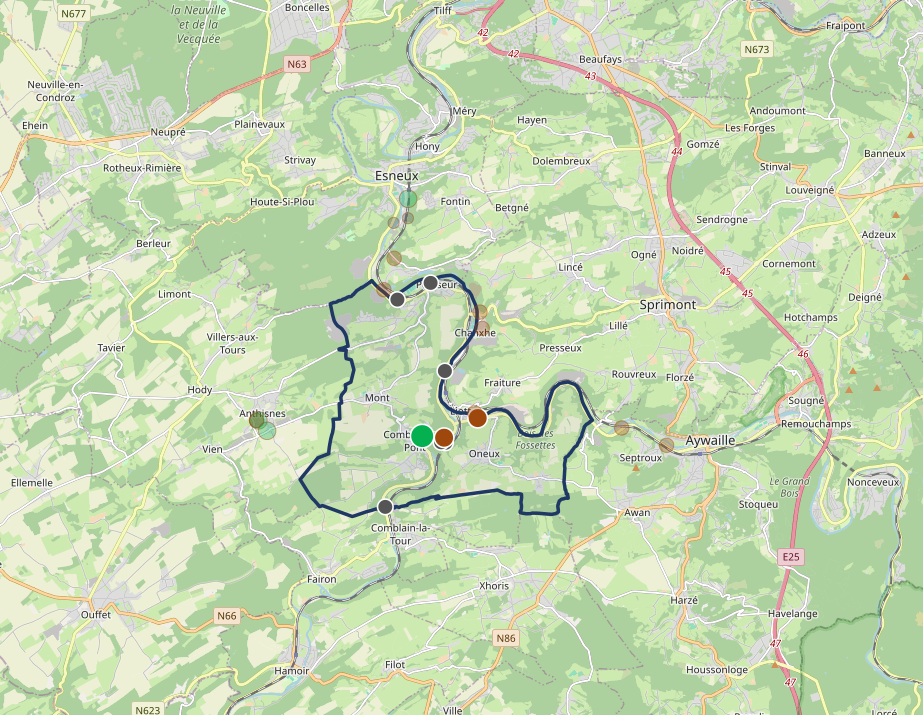 N677
la Neuville
et de la
Vecquée
Boncelles
Tilff
42
42
N63
Beaufays
N673
Fraipont
43
Neuville-en-
Condroz
Ehein
Neupré
Plainevaux
Méry
Hayen
Andoumont
Les Forges
44
Gomzé
Rotheux-Rimière
Strivay
Hony
Dolembreux
Stinval
Banneux
Esneux
Louveigné
Houte-Si-Plou
Fontin
Betgné
Sendrogne
Adzeux
Berleur
Ogné
Noidré
Lincé
Cornemont
45
45
Limont
Sprimont
Deigné
Hotchamps
Lillé
Chanxhe
Villers-aux-
Tours
Tavier
Presseux
46
Hody
Mont
Fraiture
Rouvreux
Florzé
Sougné
Remouchamps
Anthisnes
Vien
Fossettes
Oneux
Septroux
Aywaille
Ellemelle
Le Grand
Bois
Nonceveux
Stoqueu
Awan
Comblain-la-
Tour
E25
Fairon
Xhoris
Harzé
Havelange
Ouffet
N66
N86
47
Hamoir
Filot
Houssonloge
47
N623
Ville